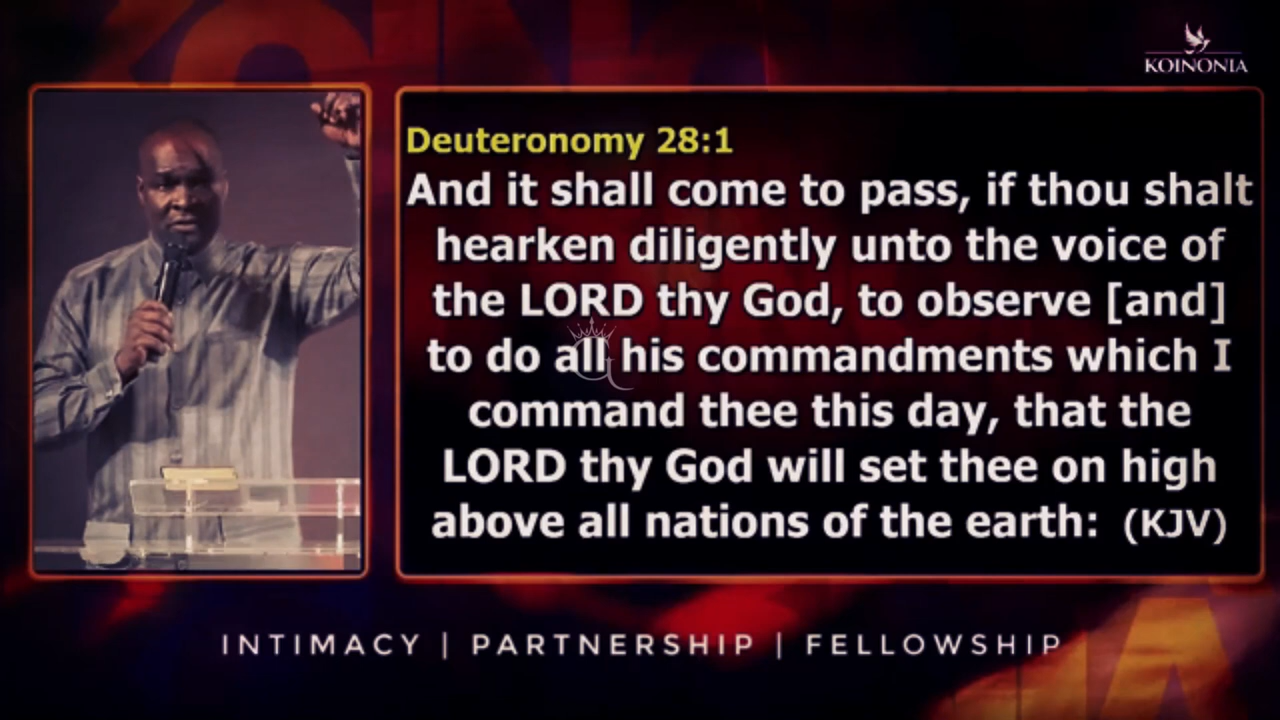 KOINONIA
Deuteronomy 28:1
And it shall come to pass, if thou shalt
hearken diligently unto the voice of
the LORD thy God, to observe [and]
to do all his commandments which I
command thee this day, that the
LORD thy God will set thee on high
above all nations of the earth: (KJV)
INTIMACY | PARTNERSHIP | FELLOWSHIP